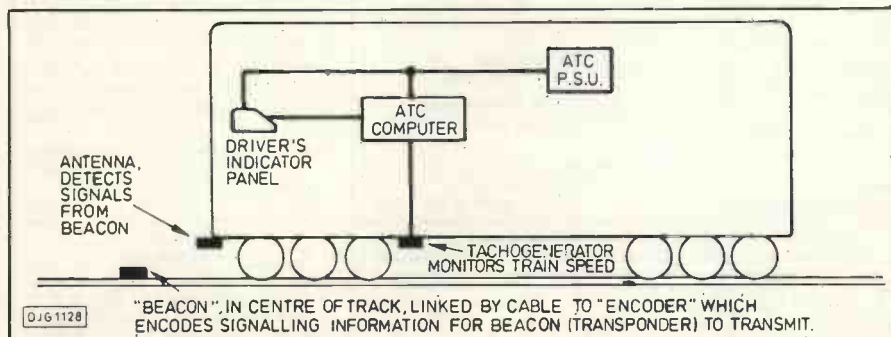 ATC
P.S.U.
ATC
COMPUTER
DRIVER'S
INDICATOR
PANEL
ANTENNA,
DETECTS
SIGNALS
FROM
BEACON
TACHOGENERATOR
MONITORS TRAIN SPEED
"BEACON", IN CENTRE OF TRACK, LINKED BY CABLE TO "ENCODER" WHICH
ENCODES SIGNALLING INFORMATION FOR BEACON (TRANSPONDER) TO TRANSMIT.
DJG1128